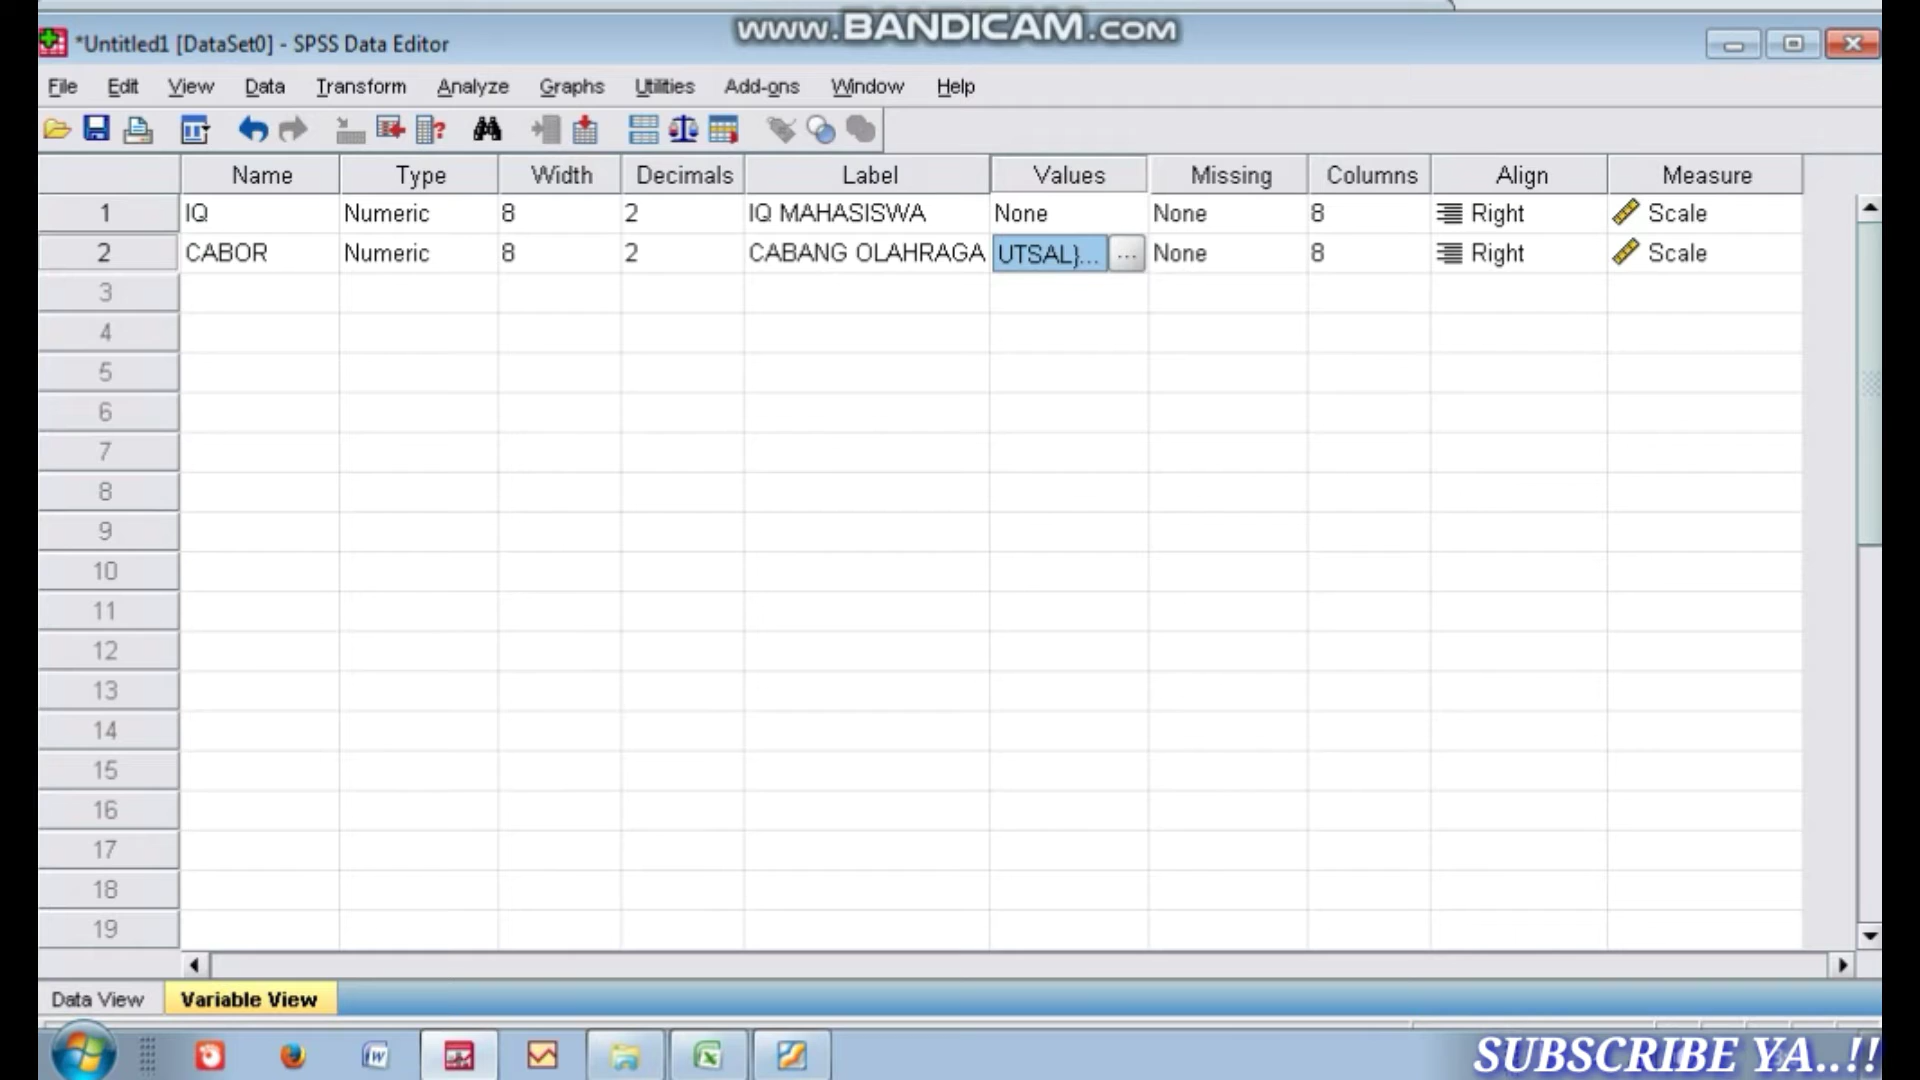 www.BANDICAM.com
*Untitled1 [DataSet0] - SPSS Data Editor
File Edit View Data Transform Analyze Graphs Utilities Add-ons Window Help
Name Type Width Decimals Label Values Missing Columns Align Measure
1 IQ Numeric 8 2 IQ MAHASISWA None None 8 Right Scale
2 CABOR Numeric 8 2 CABANG OLAHRAGA UTSAL}... ... None 8 Right Scale
3
4
5
6
7
8
9
10
11
12
13
14
15
16
17
18
19
Data View Variable View
SUBSCRIBE YA..!!